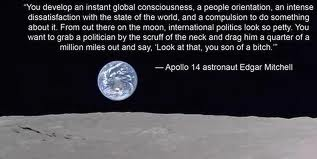 “You develop an instant global consciousness, a people orientation, an intense
dissatisfaction with the state of the world, and a compulsion to do something
about it. From out there on the moon, international politics look so petty. You
want to grab a politician by the scruff of the neck and drag him a quarter of a
million miles out and say, ‘Look at that, you son of a bitch.’”
— Apollo 14 astronaut Edgar Mitchell